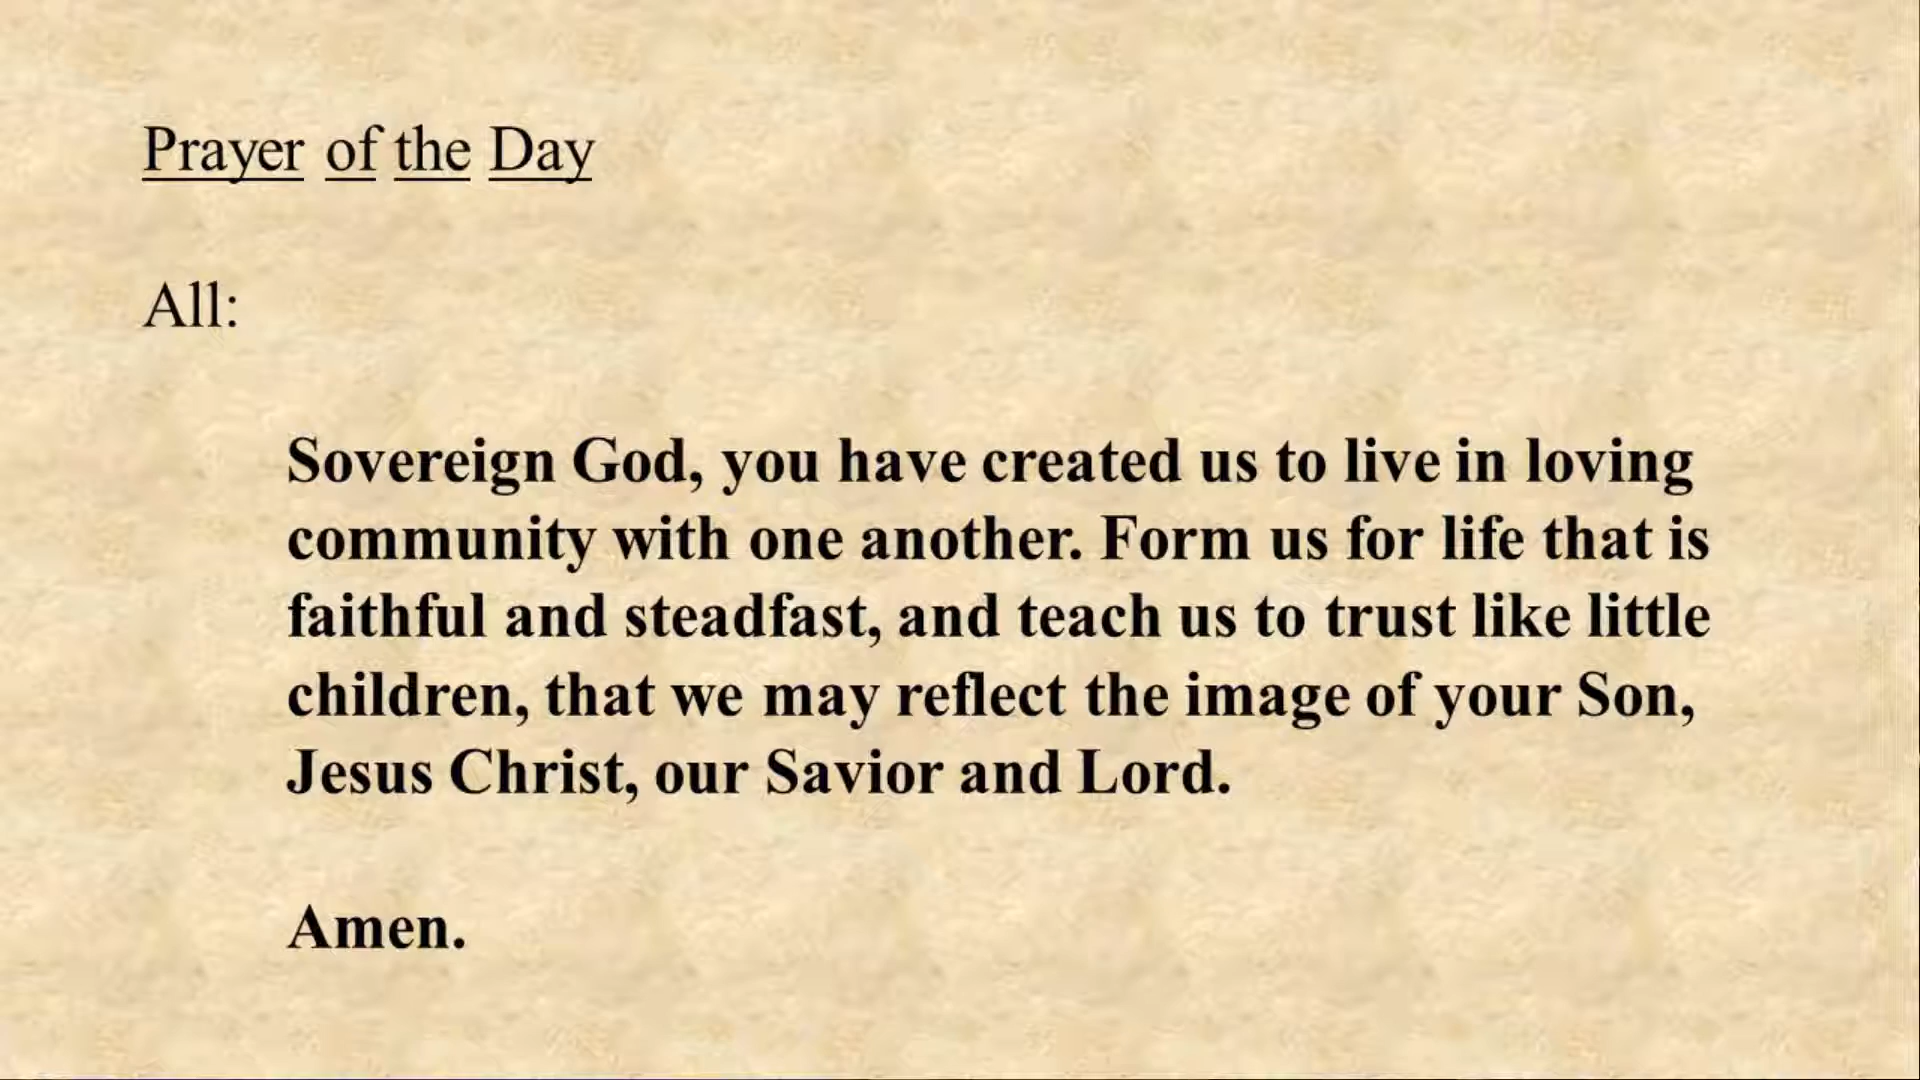 Prayer of the Day
All:
Sovereign God, you have created us to live in loving
community with one another. Form us for life that is
faithful and steadfast, and teach us to trust like little
children, that we may reflect the image of your Son,
Jesus Christ, our Savior and Lord.
Amen.